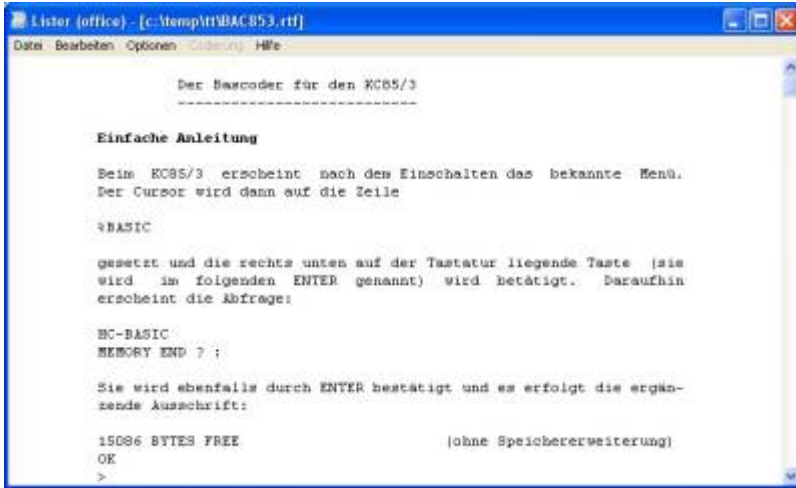 Lister (office) - [c:\temp\tt\BAC853.rtf]
Datei Bearbeiten Optionen Codierung Hilfe
Der Bascoder für den KC85/3
---------------------------
Einfache Anleitung
Beim KC85/3 erscheint nach dem Einschalten das bekannte Menü.
Der Cursor wird dann auf die Zeile
%BASIC
gesetzt und die rechts unten auf der Tastatur liegende Taste (sie
wird im folgenden ENTER genannt) wird betätigt. Daraufhin
erscheint die Abfrage:
HC-BASIC
MEMORY END ? :
Sie wird ebenfalls durch ENTER bestätigt und es erfolgt die ergän-
zende Ausschrift:
15086 BYTES FREE (ohne Speichererweiterung)
OK
>